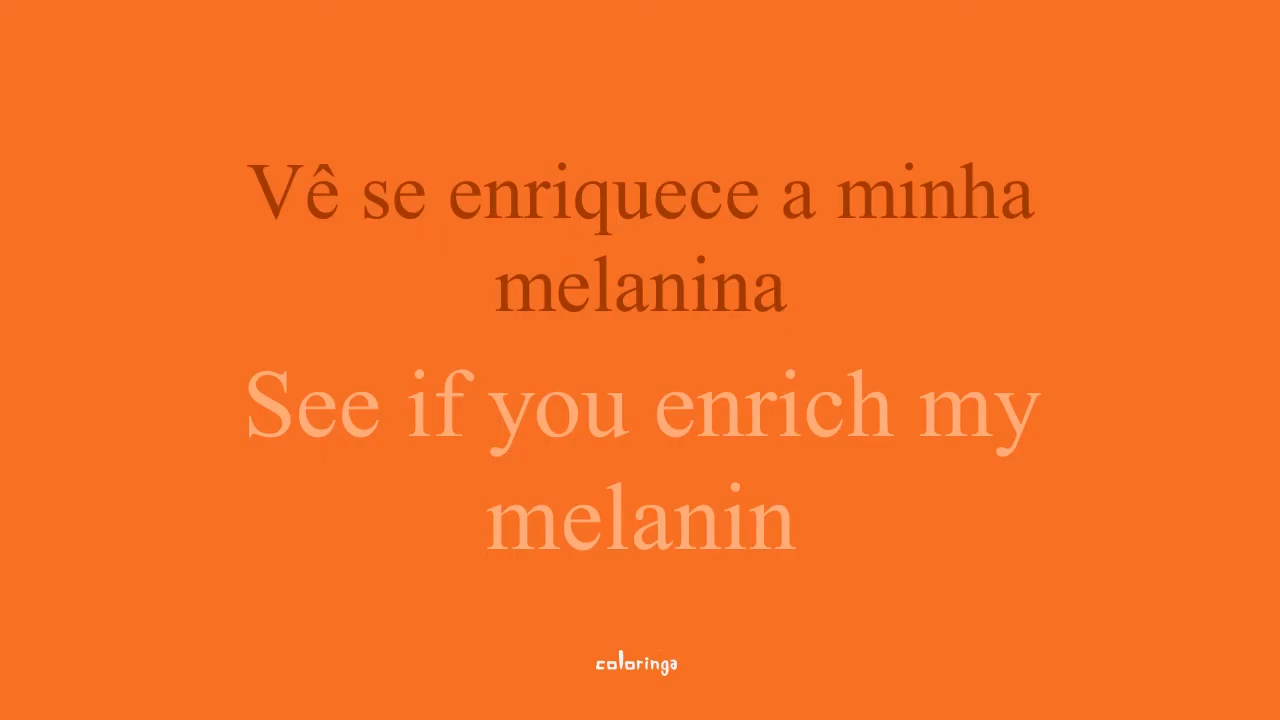 Vê se enriquece a minha
melanina
See if you enrich my
melanin
coloringa